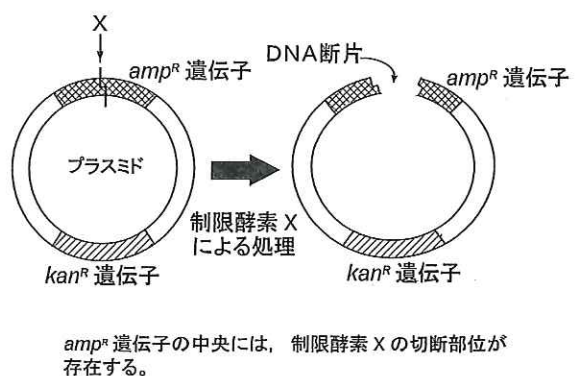 X
ampᴿ 遺伝子
プラスミド
kanᴿ 遺伝子
制限酵素 X
による処理
DNA断片
ampᴿ 遺伝子
kanᴿ 遺伝子
ampᴿ 遺伝子の中央には, 制限酵素 X の切断部位が
存在する。